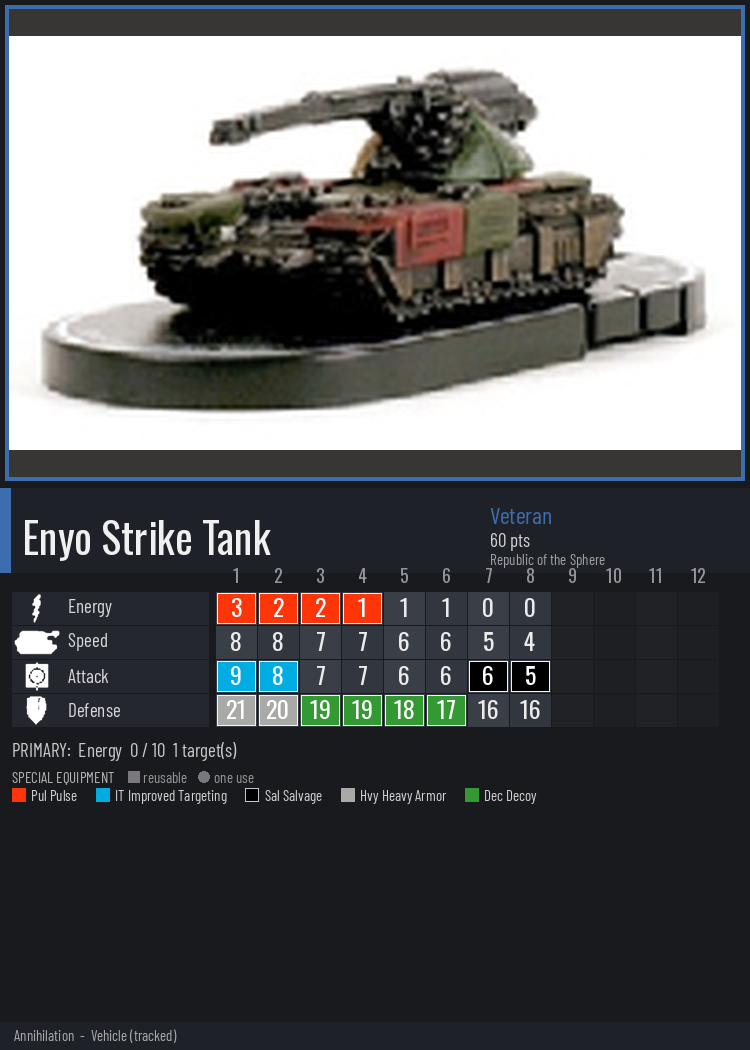 Enyo Strike Tank
Veteran
60 pts
Republic of the Sphere
1 2 3 4 5 6 7 8 9 10 11 12
Energy 3 2 2 1 1 1 0 0
Speed 8 8 7 7 6 6 5 4
Attack 9 8 7 7 6 6 6 5
Defense 21 20 19 19 18 17 16 16
PRIMARY: Energy 0 / 10 1 target(s)
SPECIAL EQUIPMENT reusable one use
Pul Pulse IT Improved Targeting Sal Salvage Hvy Heavy Armor Dec Decoy
Annihilation - Vehicle (tracked)